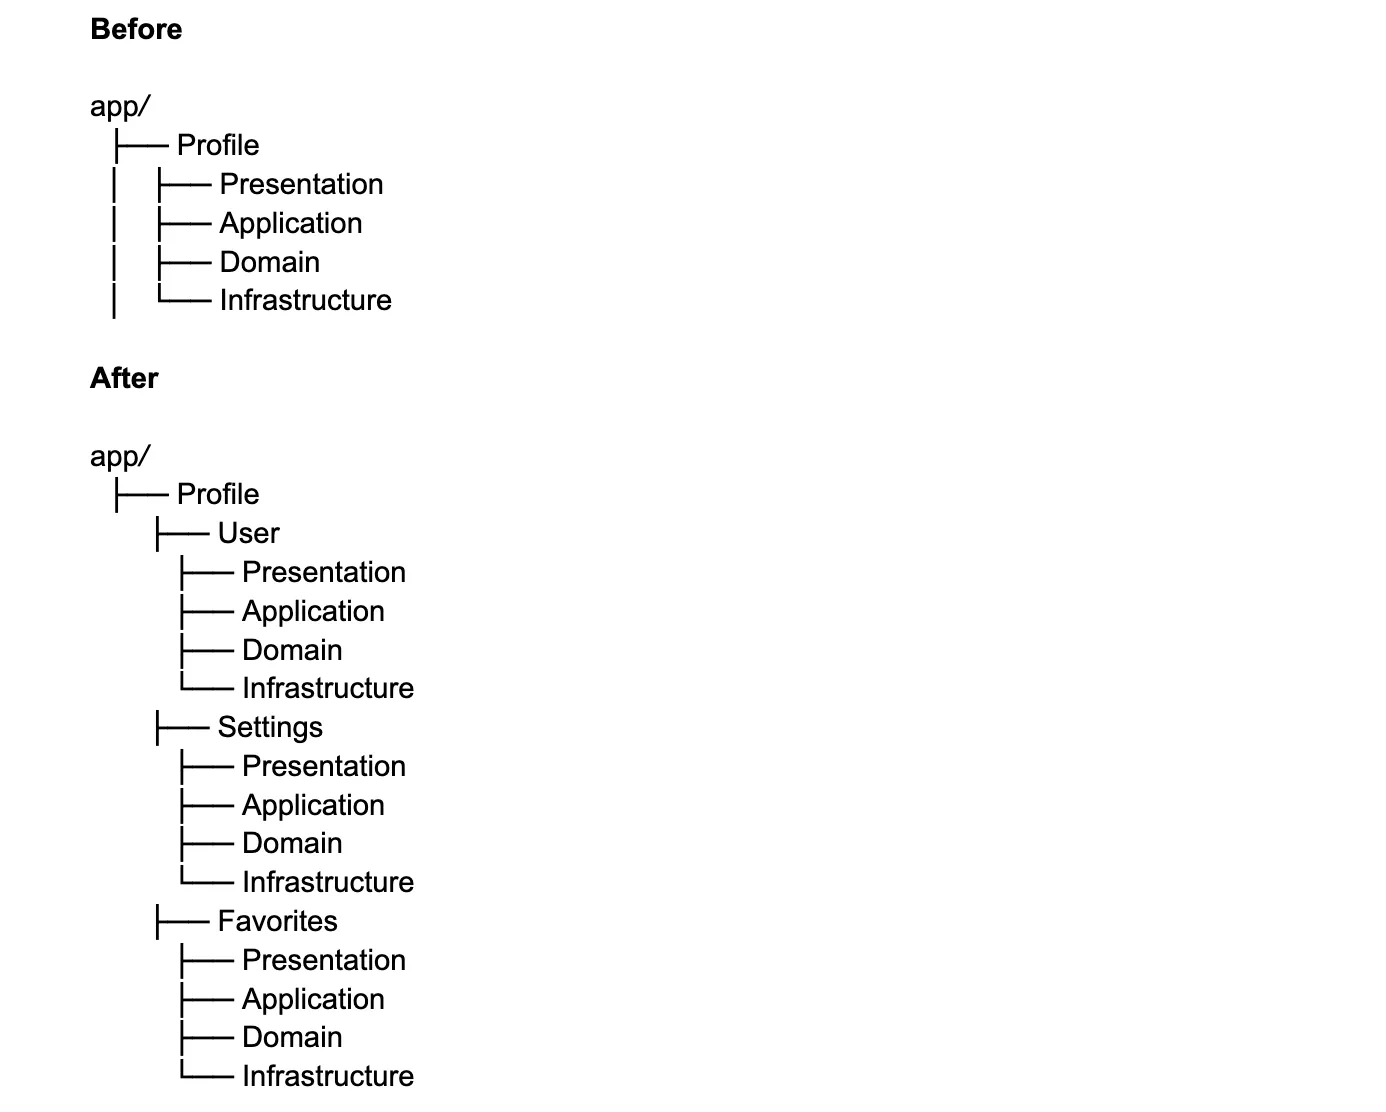 Before
app/
├── Profile
│ ├── Presentation
│ ├── Application
│ ├── Domain
│ └── Infrastructure
After
app/
├── Profile
├── User
├── Presentation
├── Application
├── Domain
└── Infrastructure
├── Settings
├── Presentation
├── Application
├── Domain
└── Infrastructure
├── Favorites
├── Presentation
├── Application
├── Domain
└── Infrastructure